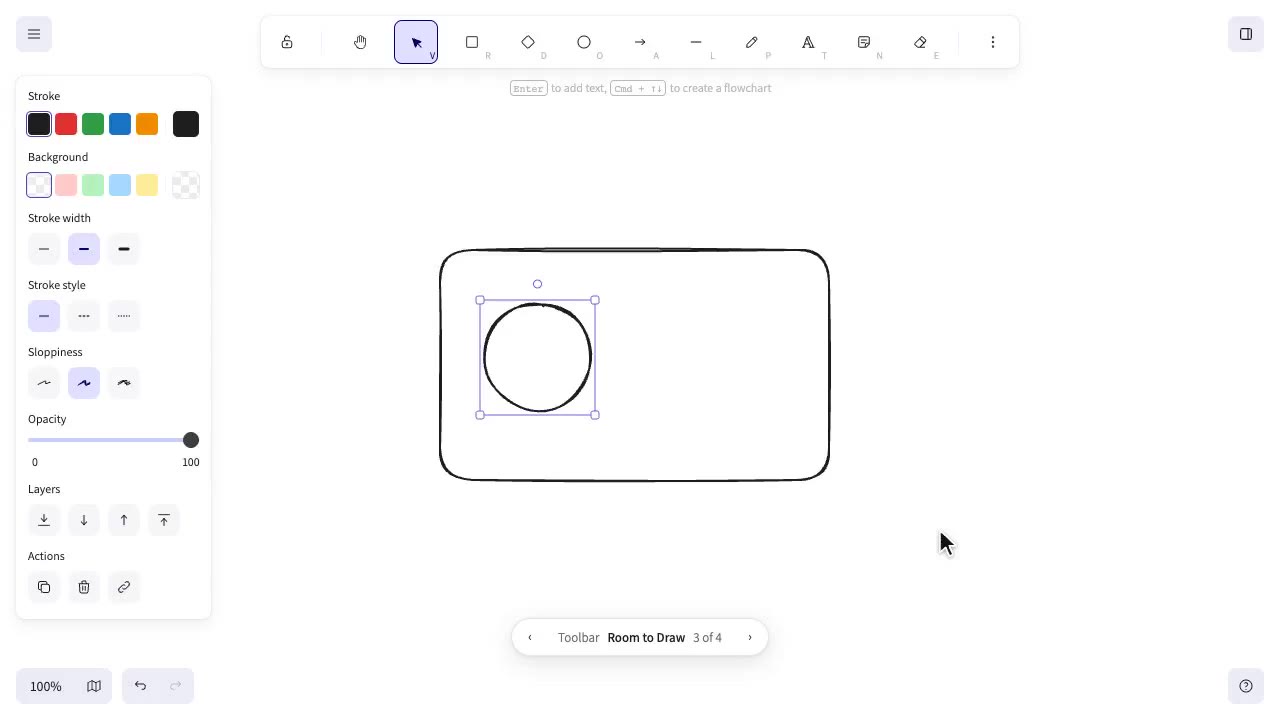 V
R
D
O
A
L
P
T
N
E
Enter to add text, Cmd + ↑↓ to create a flowchart
Stroke
Background
Stroke width
Stroke style
Sloppiness
Opacity
0 100
Layers
Actions
‹ Toolbar Room to Draw 3 of 4 ›
100%